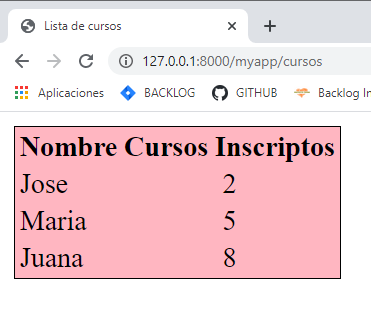 Lista de cursos
127.0.0.1:8000/myapp/cursos
Aplicaciones BACKLOG GITHUB Backlog In
Nombre Cursos Inscriptos
Jose 2
Maria 5
Juana 8